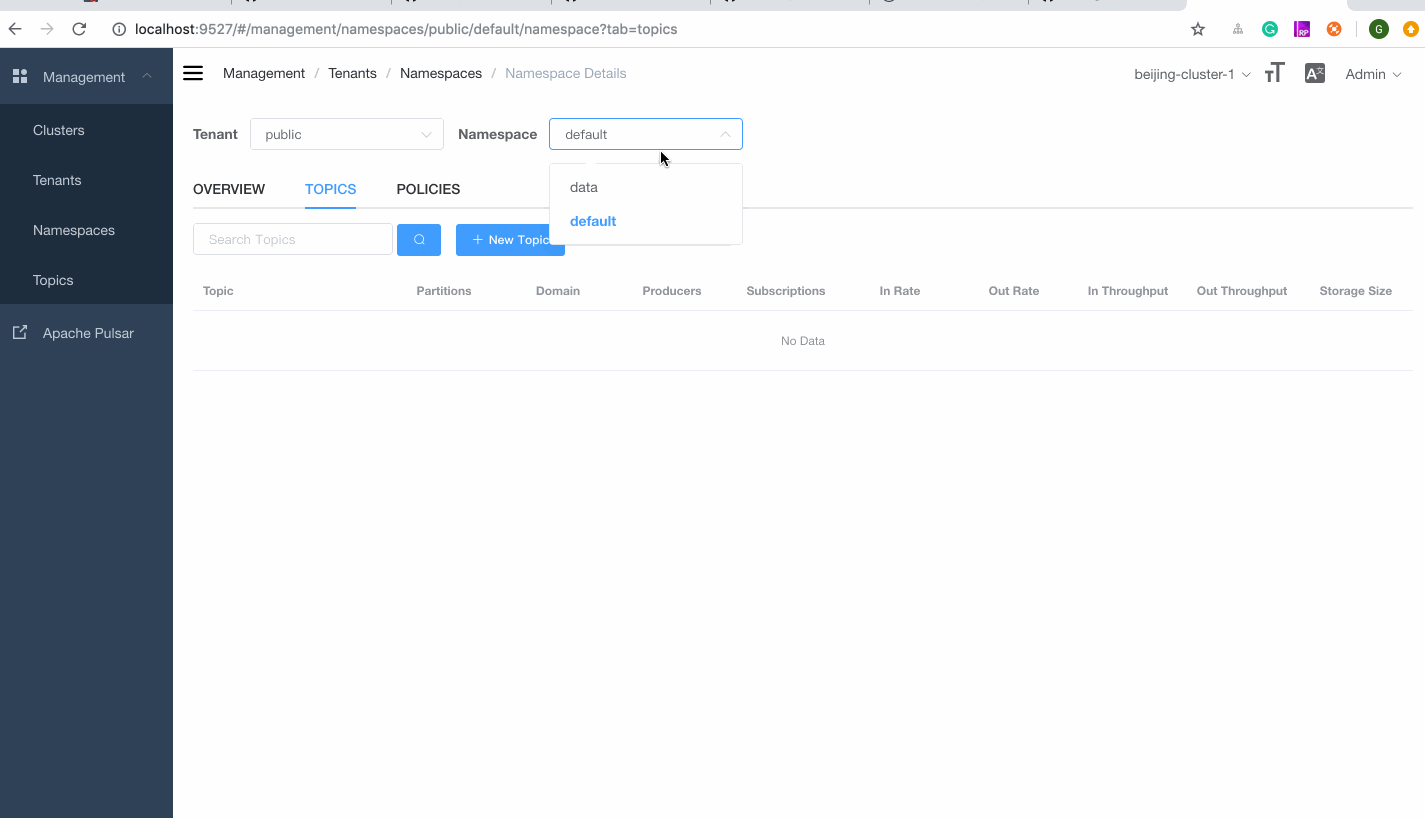 localhost:9527/#/management/namespaces/public/default/namespace?tab=topics
RP
G
Management
Management / Tenants / Namespaces / Namespace Details
beijing-cluster-1
Admin
Clusters
Tenants
Namespaces
Topics
Apache Pulsar
Tenant
public
Namespace
default
data
default
OVERVIEW
TOPICS
POLICIES
Search Topics
+ New Topic
Topic Partitions Domain Producers Subscriptions In Rate Out Rate In Throughput Out Throughput Storage Size
No Data